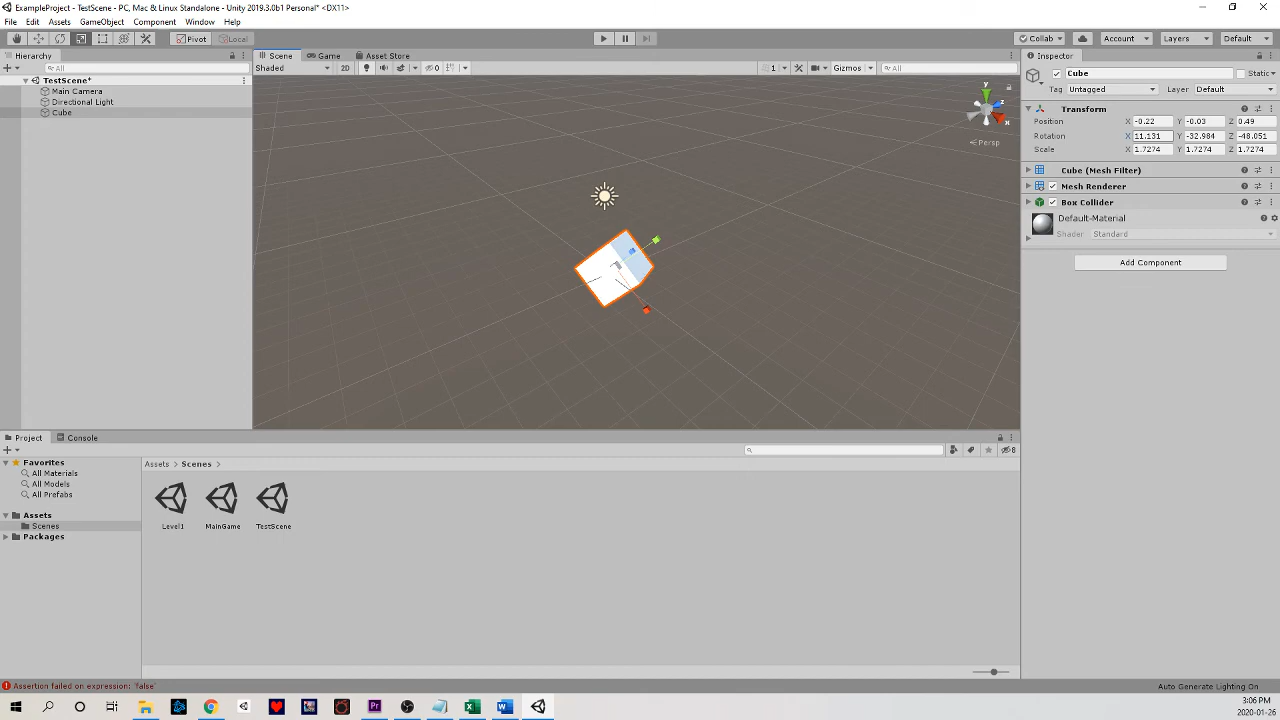 ExampleProject - TestScene - PC, Mac & Linux Standalone - Unity 2019.3.0b1 Personal* <DX11>
File Edit Assets GameObject Component Window Help
Pivot Local Collab Account Layers Default
Hierarchy
All
TestScene*
Main Camera
Directional Light
Cube
Scene Game Asset Store
Shaded 2D 0 1 Gizmos All
y
z
x
Persp
Inspector
Cube Static
Tag Untagged Layer Default
Transform
Position X -0.22 Y -0.03 Z 0.49
Rotation X 11.131 Y -32.984 Z -48.051
Scale X 1.7274 Y 1.7274 Z 1.7274
Cube (Mesh Filter)
Mesh Renderer
Box Collider
Default-Material
Shader Standard
Add Component
Project Console
8
Favorites
All Materials
All Models
All Prefabs
Assets
Scenes
Packages
Assets > Scenes >
Level1 MainGame TestScene
Assertion failed on expression: 'false'
Auto Generate Lighting On
Pr X W
3:06 PM
2020-01-26